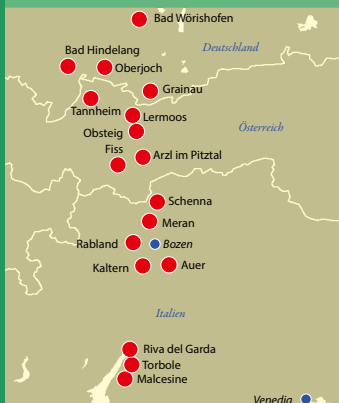 Bad Wörishofen
Deutschland
Bad Hindelang
Oberjoch
Grainau
Tannheim
Lermoos
Obsteig
Österreich
Fiss
Arzl im Pitztal
Schenna
Meran
Rabland
Bozen
Kaltern
Auer
Italien
Riva del Garda
Torbole
Malcesine
Venedig